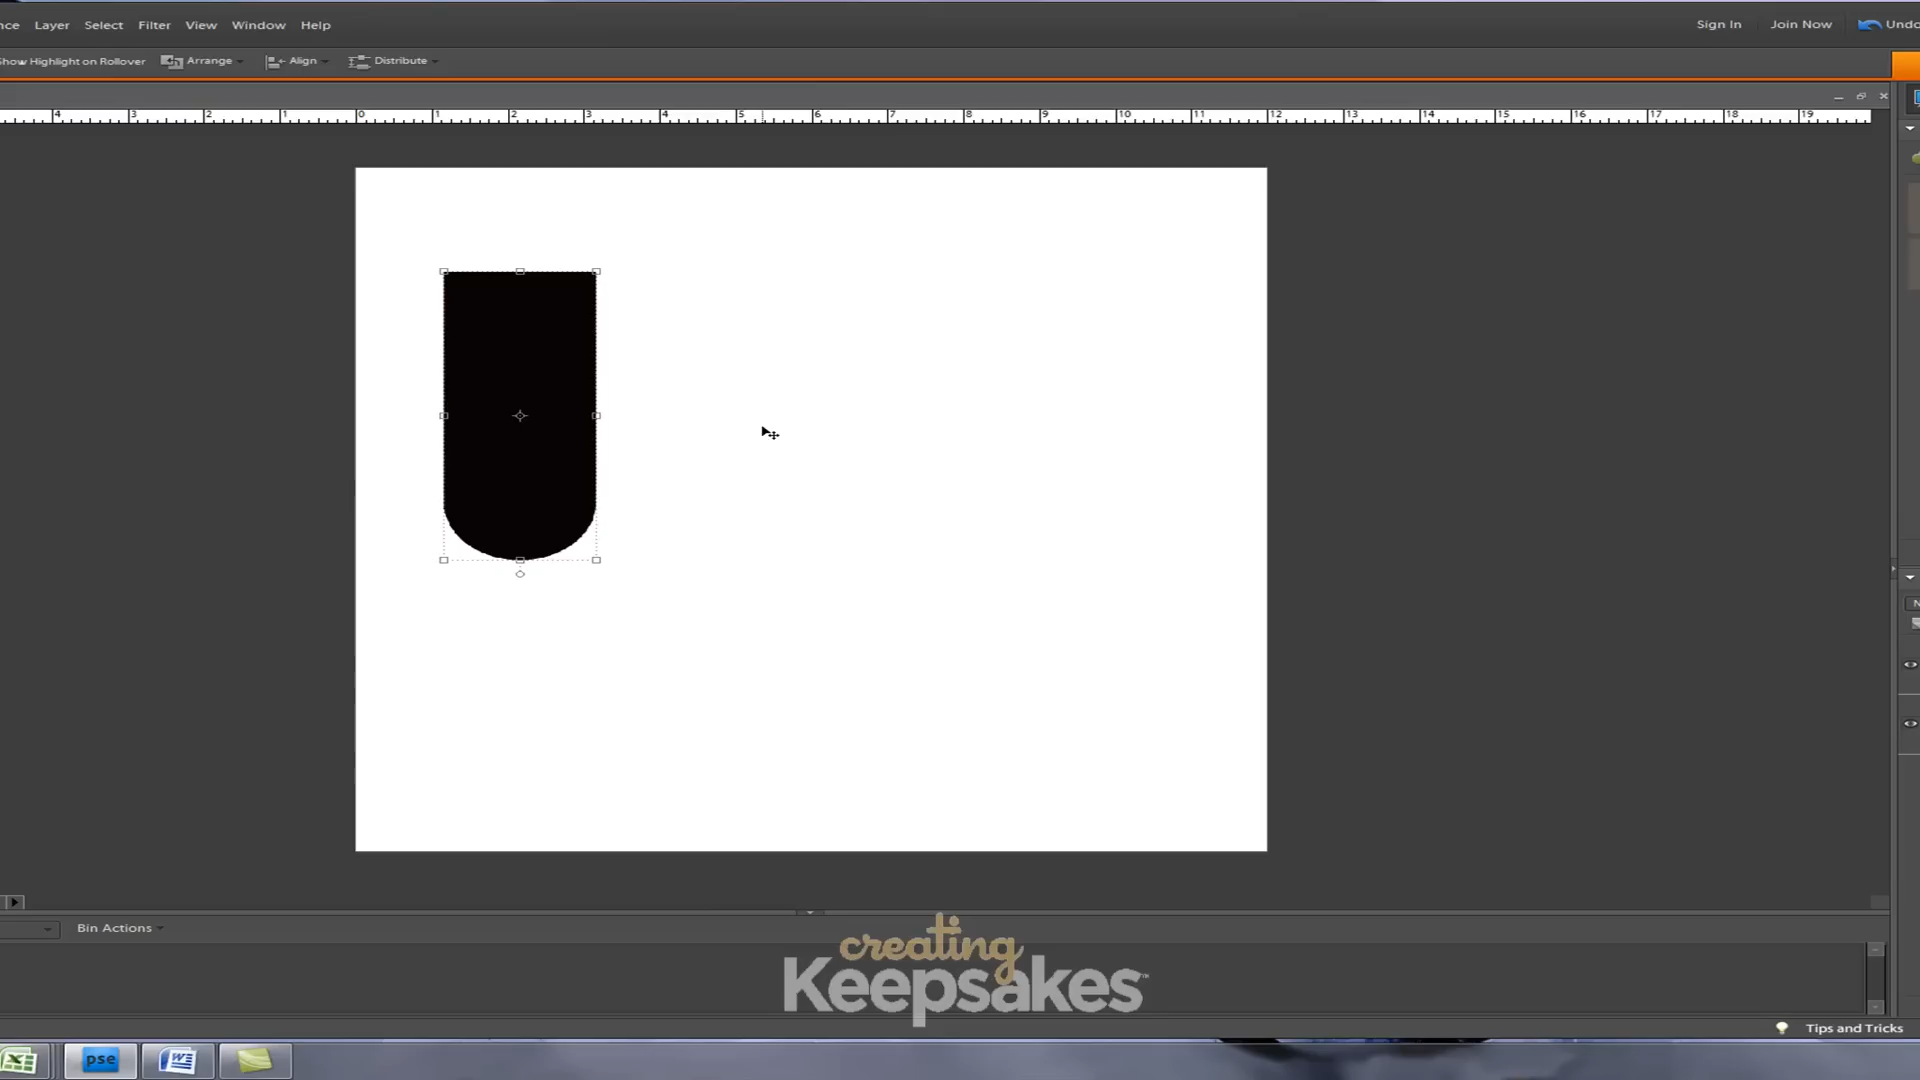 nce Layer Select Filter View Window Help Sign In Join Now Undo
Show Highlight on Rollover Arrange Align Distribute
4 3 2 1 0 1 2 3 4 5 6 7 8 9 10 11 12 13 14 15 16 17 18 19
Bin Actions
creating
Keepsakes™
Tips and Tricks
pse
W